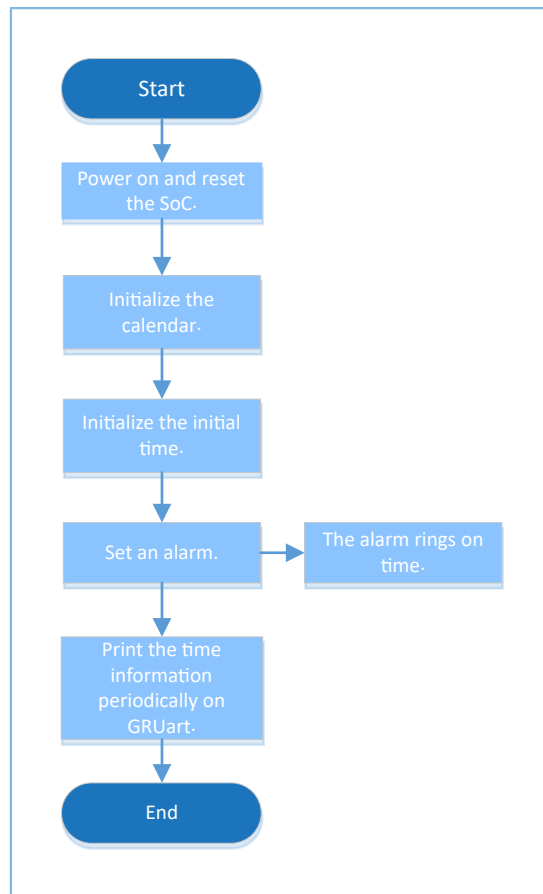 Start
Power on and reset
the SoC.
Initialize the
calendar.
Initialize the initial
time.
Set an alarm.
The alarm rings on
time.
Print the time
information
periodically on
GRUart.
End